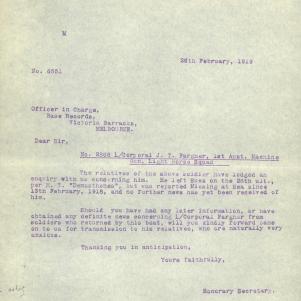 M
26th February, 1919
No. 6551
Officer in Charge,
Base Records,
Victoria Barracks,
MELBOURNE.
Dear Sir,
No. 2805 L/Corporal J. T. Fargher, 1st Aust. Machine
Gun, Light Horse Squad
The relatives of the above soldier have lodged an
enquiry with us concerning him. He left Suez on the 20th ult.,
per H. T. "Demosthenes", but was reported Missing at Sea since
13th February, 1918, and no further news has yet been received of
him.
Should you have had any later information, or have
obtained any definite news concerning L/Corporal Fargher from
soldiers who returned by this boat, will you kindly forward same
on to us for transmission to his relatives, who are naturally very
anxious.
Thanking you in anticipation,
Yours faithfully,
Honorary Secretary.